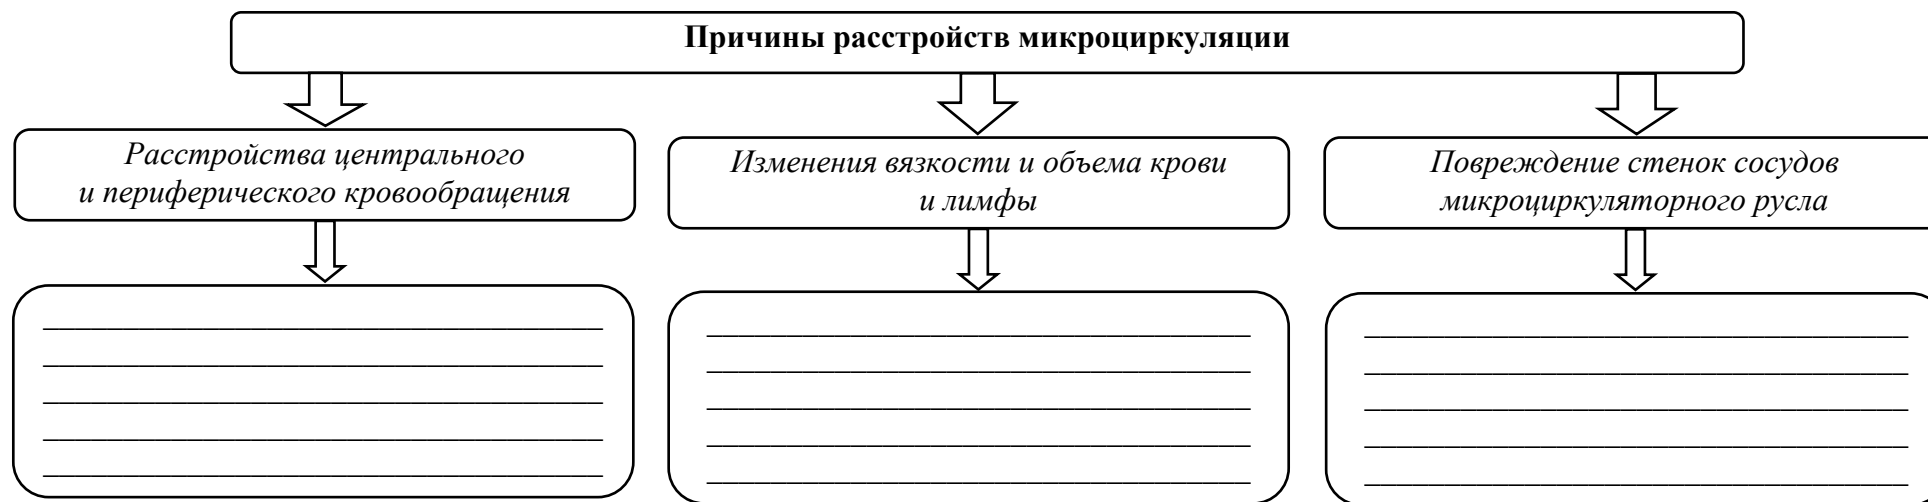 Причины расстройств микроциркуляции
Расстройства центрального
и периферического кровообращения
Изменения вязкости и объема крови
и лимфы
Повреждение стенок сосудов
микроциркуляторного русла